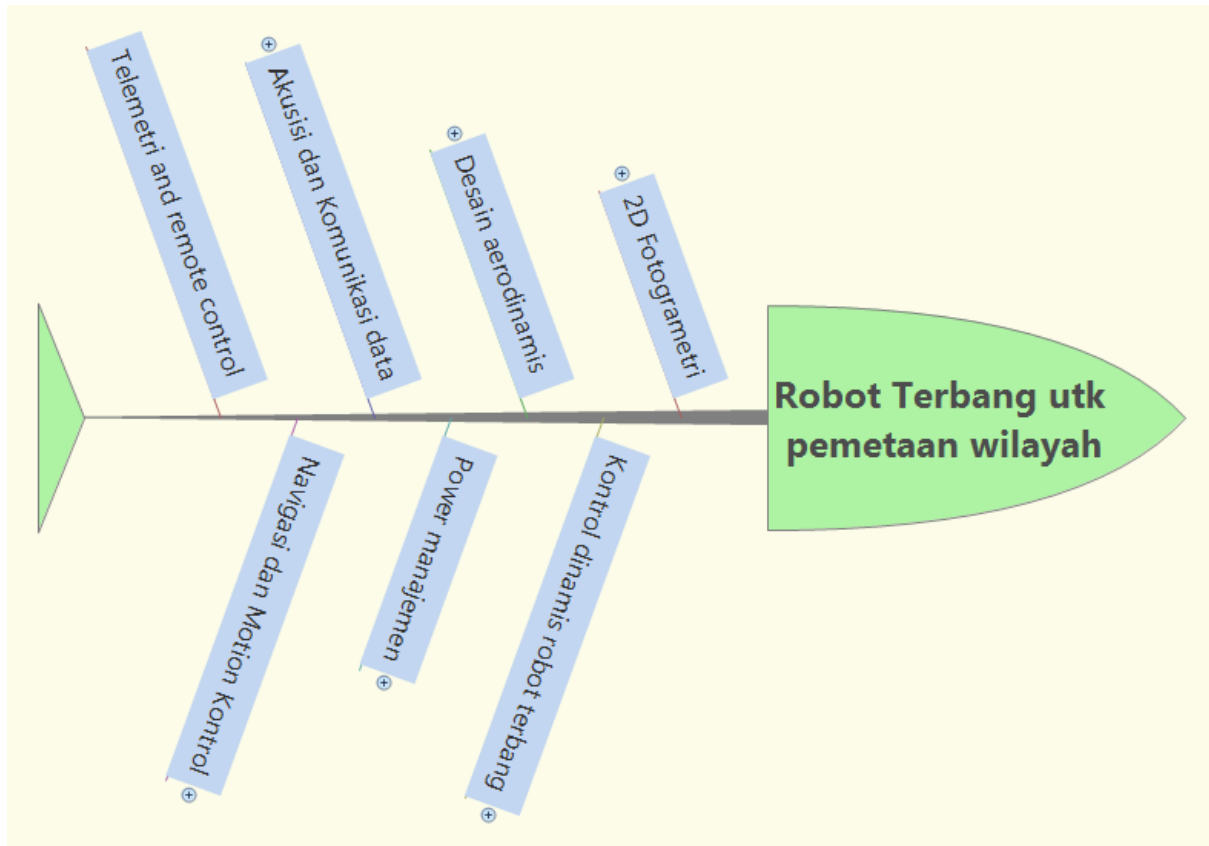 Telemetri and remote control
Akusisi dan Komunikasi data
Desain aerodinamis
2D Fotogrametri
Robot Terbang utk
pemetaan wilayah
Navigasi dan Motion Kontrol
Power manajemen
Kontrol dinamis robot terbang